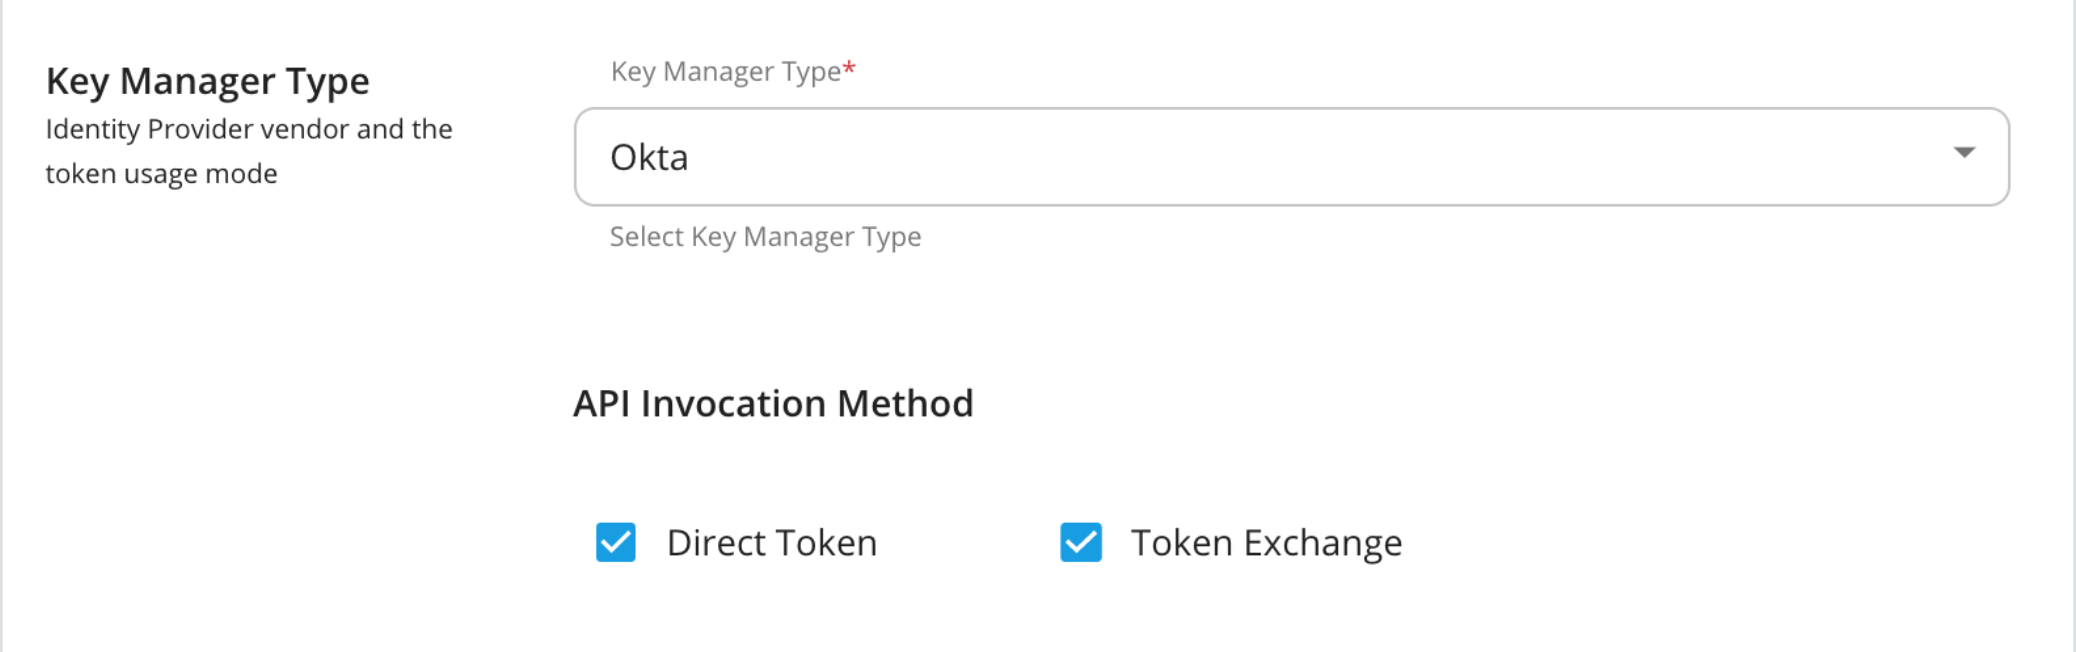 Key Manager Type
Identity Provider vendor and the
token usage mode
Key Manager Type*
Okta
Select Key Manager Type
API Invocation Method
Direct Token
Token Exchange